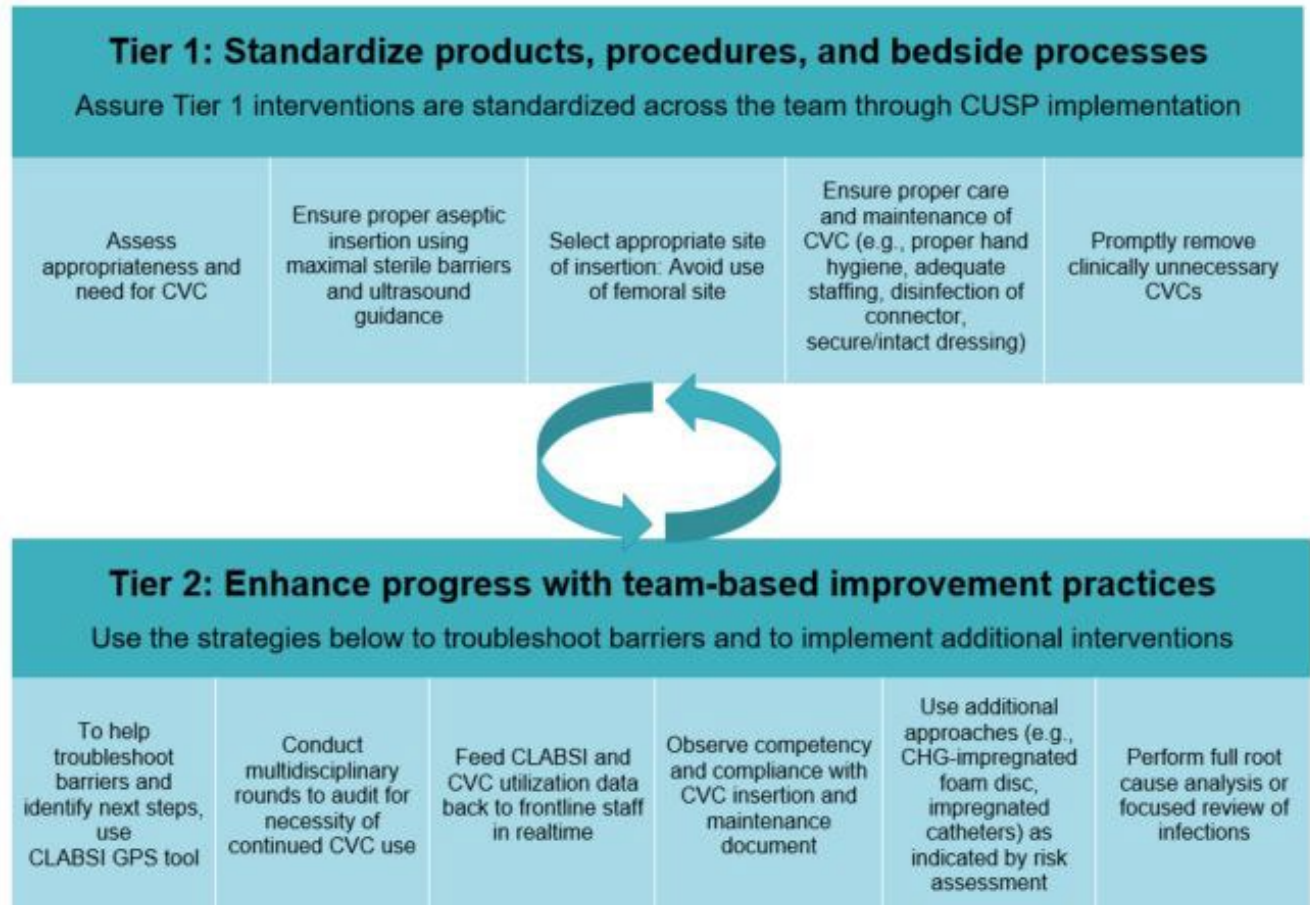 Tier 1: Standardize products, procedures, and bedside processes
Assure Tier 1 interventions are standardized across the team through CUSP implementation
Assess
appropriateness and
need for CVC
Ensure proper aseptic
insertion using
maximal sterile barriers
and ultrasound
guidance
Select appropriate site
of insertion: Avoid use
of femoral site
Ensure proper care
and maintenance of
CVC (e.g., proper hand
hygiene, adequate
staffing, disinfection of
connector,
secure/intact dressing)
Promptly remove
clinically unnecessary
CVCs
Tier 2: Enhance progress with team-based improvement practices
Use the strategies below to troubleshoot barriers and to implement additional interventions
To help
troubleshoot
barriers and
identify next steps,
use
CLABSI GPS tool
Conduct
multidisciplinary
rounds to audit for
necessity of
continued CVC use
Feed CLABSI and
CVC utilization data
back to frontline staff
in realtime
Observe competency
and compliance with
CVC insertion and
maintenance
document
Use additional
approaches (e.g.,
CHG-impregnated
foam disc,
impregnated
catheters) as
indicated by risk
assessment
Perform full root
cause analysis or
focused review of
infections